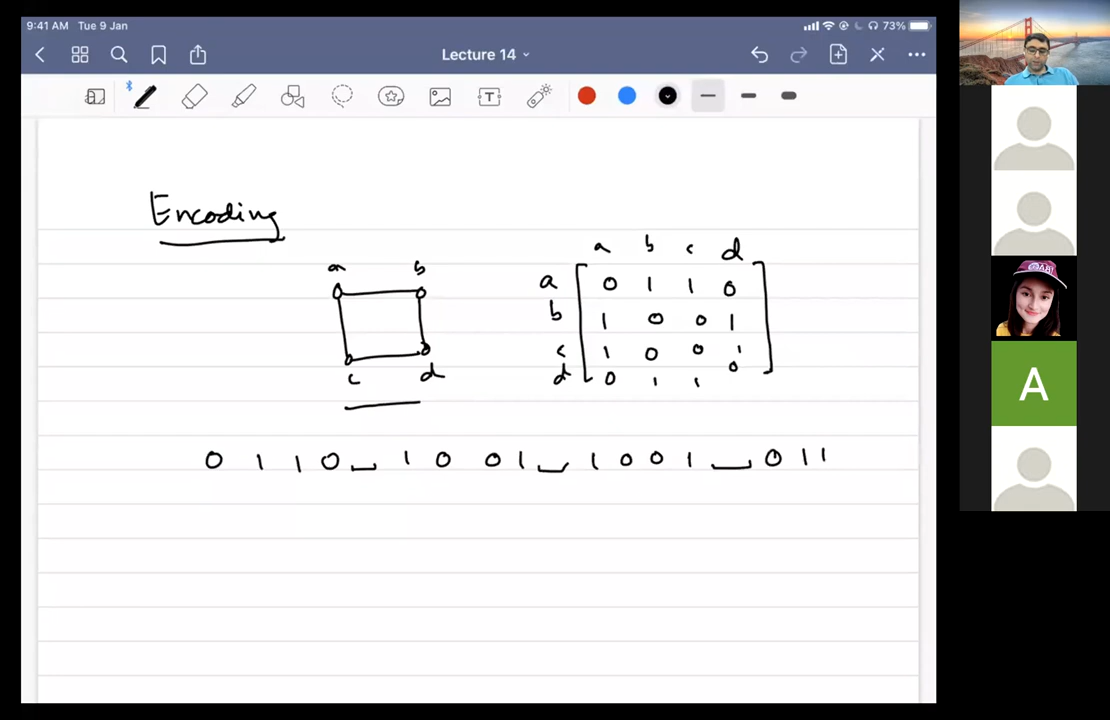 9:41 AM Tue 9 Jan
73%
Lecture 14
T
Encoding
a b
c d
a b c d
a 0 1 1 0
b 1 0 0 1
c 1 0 0 1
d 0 1 1 0
0 1 1 0 ␣ 1 0 0 1 ␣ 1 0 0 1 ␣ 0 1 1
A